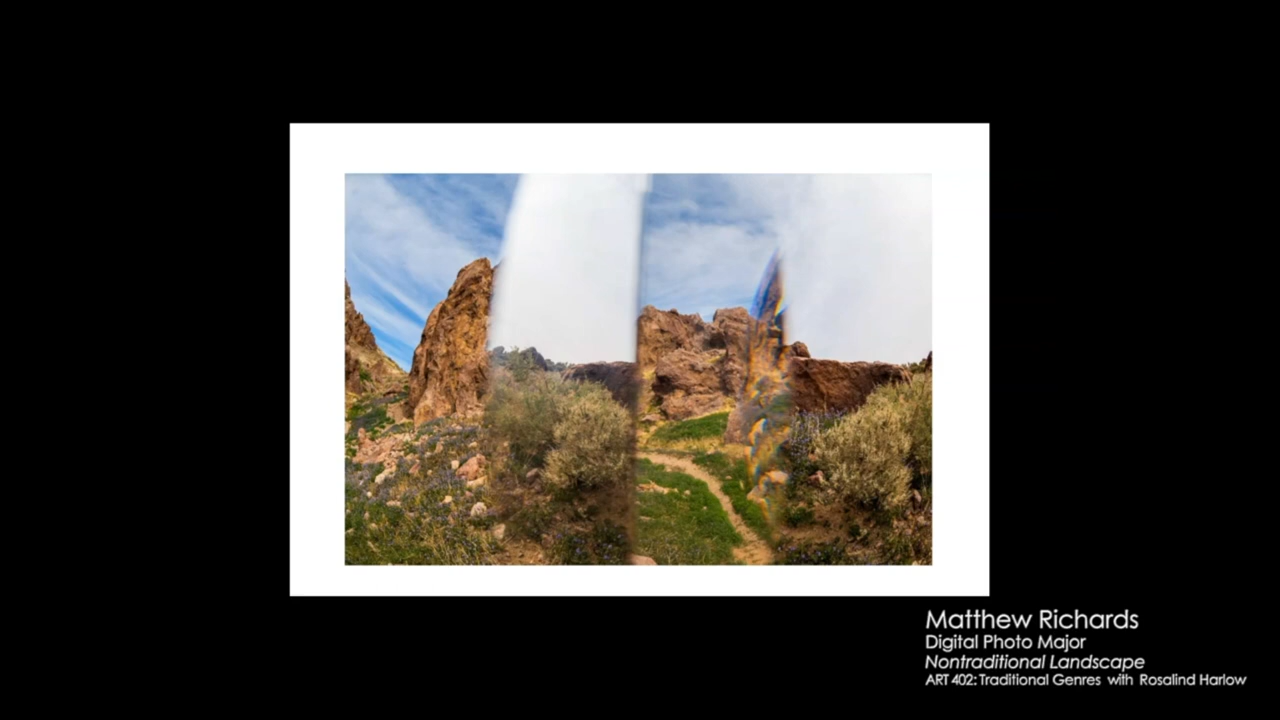 Matthew Richards
Digital Photo Major
Nontraditional Landscape
ART 402: Traditional Genres with Rosalind Harlow